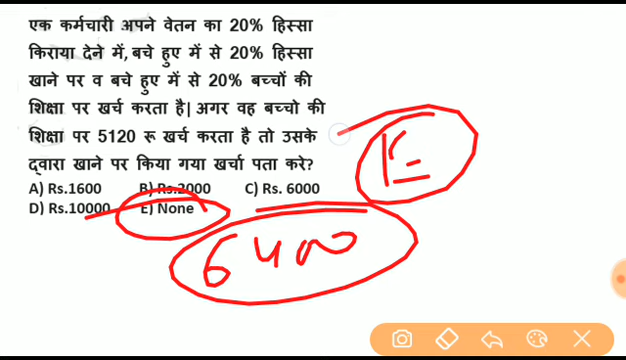 एक कर्मचारी अपने वेतन का 20% हिस्सा
किराया देने में, बचे हुए में से 20% हिस्सा
खाने पर व बचे हुए में से 20% बच्चों की
शिक्षा पर खर्च करता है| अगर वह बच्चो की
शिक्षा पर 5120 रू खर्च करता है तो उसके
द्वारा खाने पर किया गया खर्चा पता करे?
A) Rs.1600 B) Rs.2000 C) Rs. 6000
D) Rs.10000 E) None
E
6400